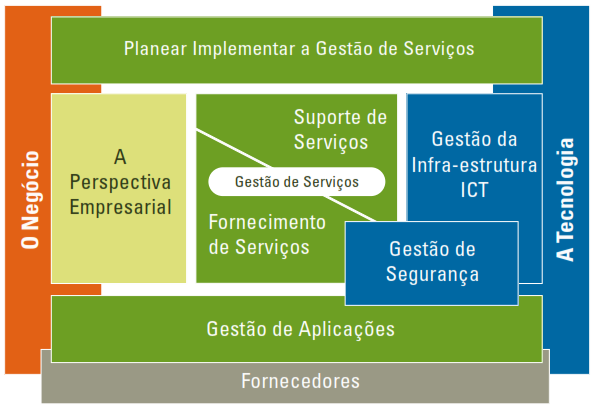 Planear Implementar a Gestão de Serviços
O Negócio
A
Perspectiva
Empresarial
Suporte de
Serviços
Gestão de Serviços
Fornecimento
de Serviços
Gestão da
Infra-estrutura
ICT
Gestão de
Segurança
A Tecnologia
Gestão de Aplicações
Fornecedores